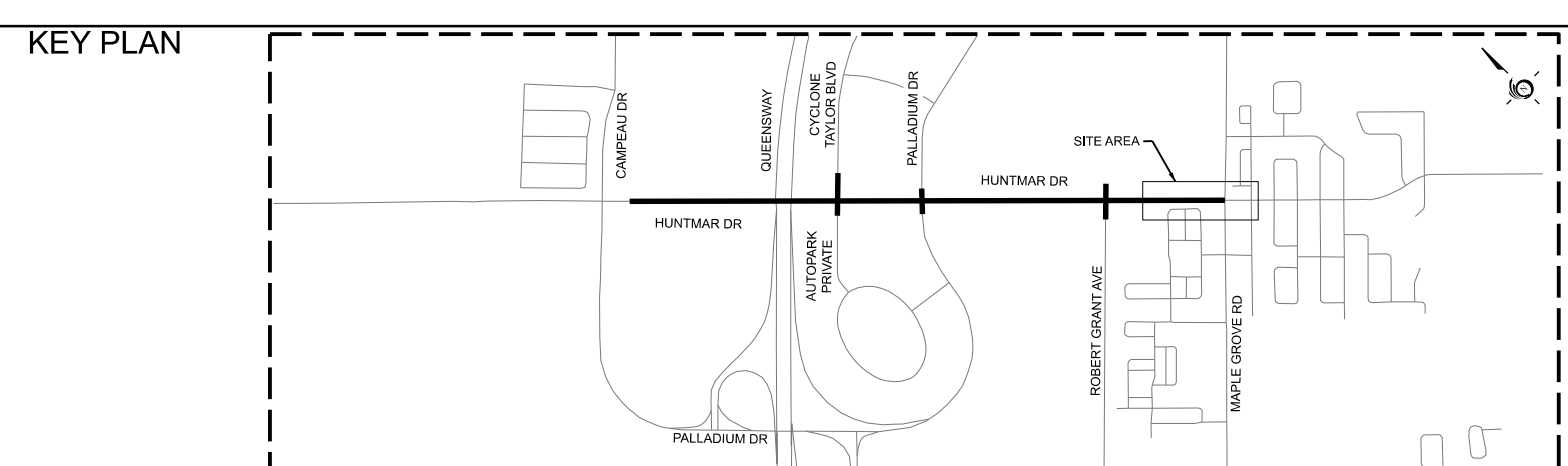 KEY PLAN
CAMPEAU DR
QUEENSWAY
CYCLONE
TAYLOR BLVD
PALLADIUM DR
SITE AREA
HUNTMAR DR
HUNTMAR DR
AUTOPARK
PRIVATE
ROBERT GRANT AVE
MAPLE GROVE RD
PALLADIUM DR